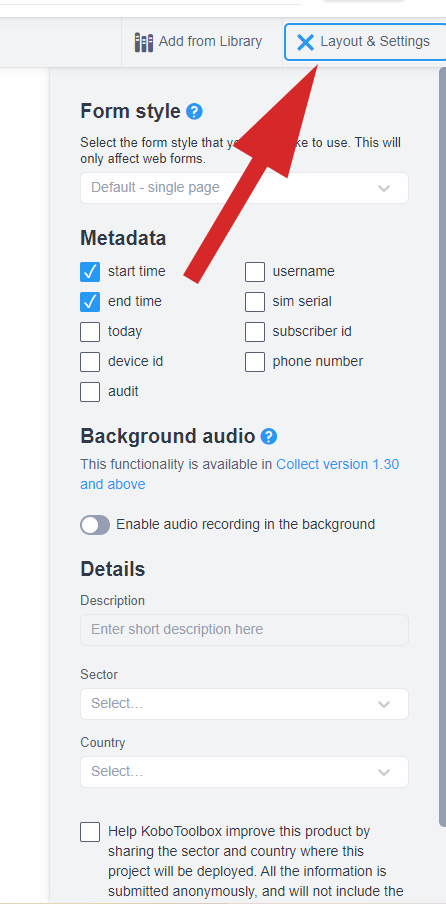 Add from Library
Layout & Settings
Form style ?
Select the form style that ke to use. This will
only affect web forms.
Default - single page
Metadata
start time
username
end time
sim serial
today
subscriber id
device id
phone number
audit
Background audio ?
This functionality is available in Collect version 1.30
and above
Enable audio recording in the background
Details
Description
Enter short description here
Sector
Select...
Country
Select...
Help KoboToolbox improve this product by
sharing the sector and country where this
project will be deployed. All the information is
submitted anonymously, and will not include the